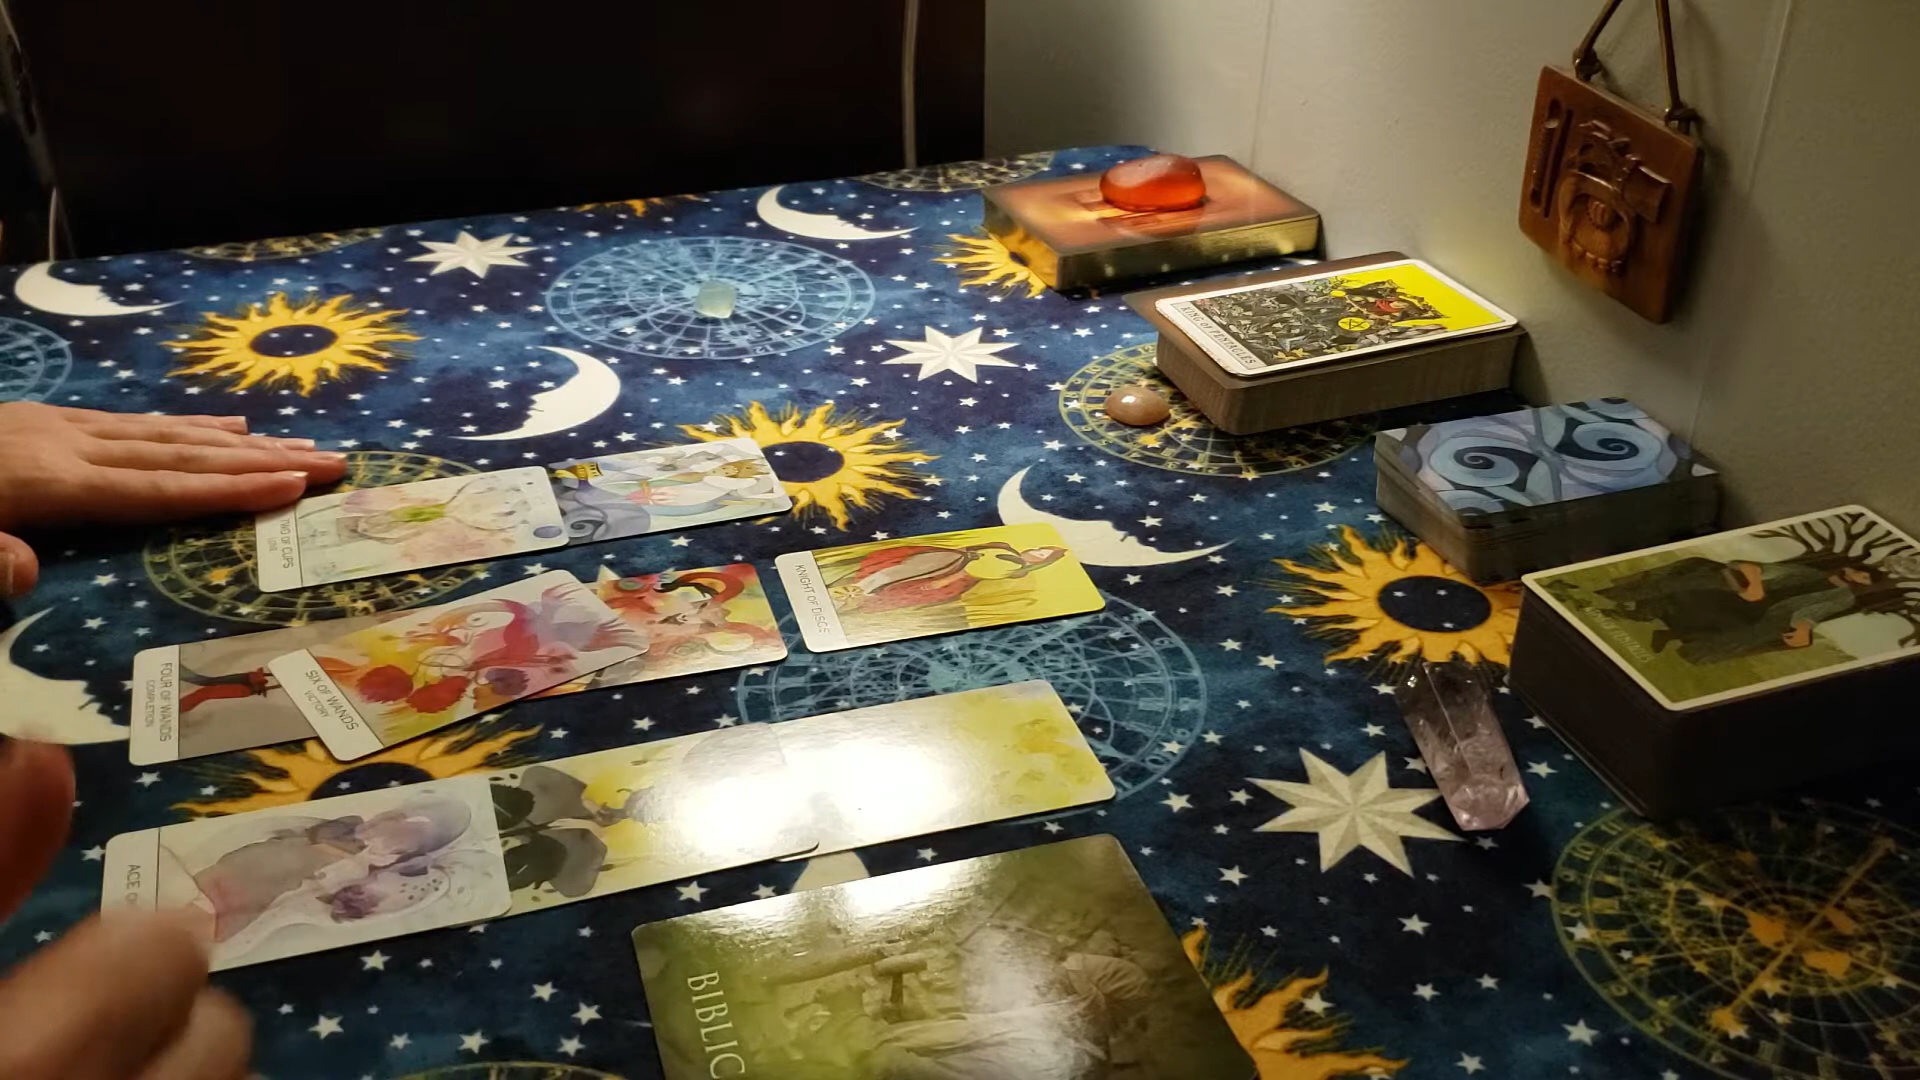 KING OF PENTACLES
TWO OF CUPS
LOVE
KNIGHT OF DISCS
FOUR OF WANDS
COMPLETION
SIX OF WANDS
VICTORY
ACE
BIBLIC